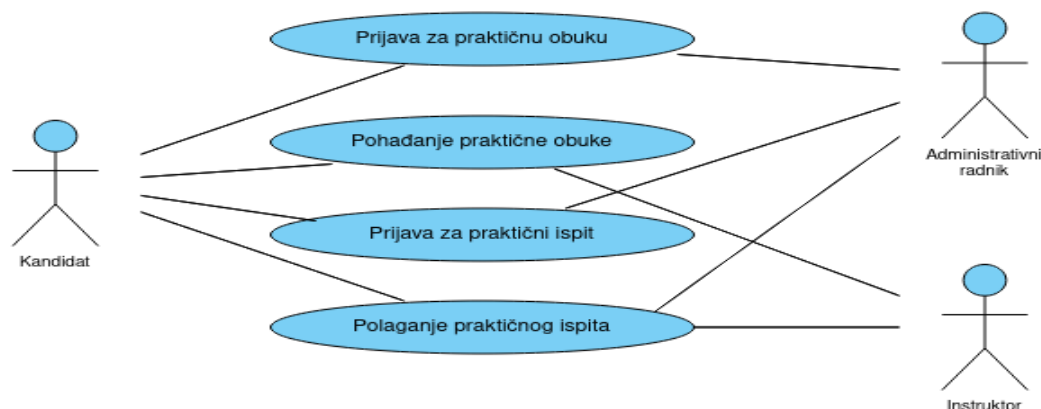 Prijava za praktičnu obuku
Pohađanje praktične obuke
Prijava za praktični ispit
Polaganje praktičnog ispita
Kandidat
Administrativni
radnik
Instruktor